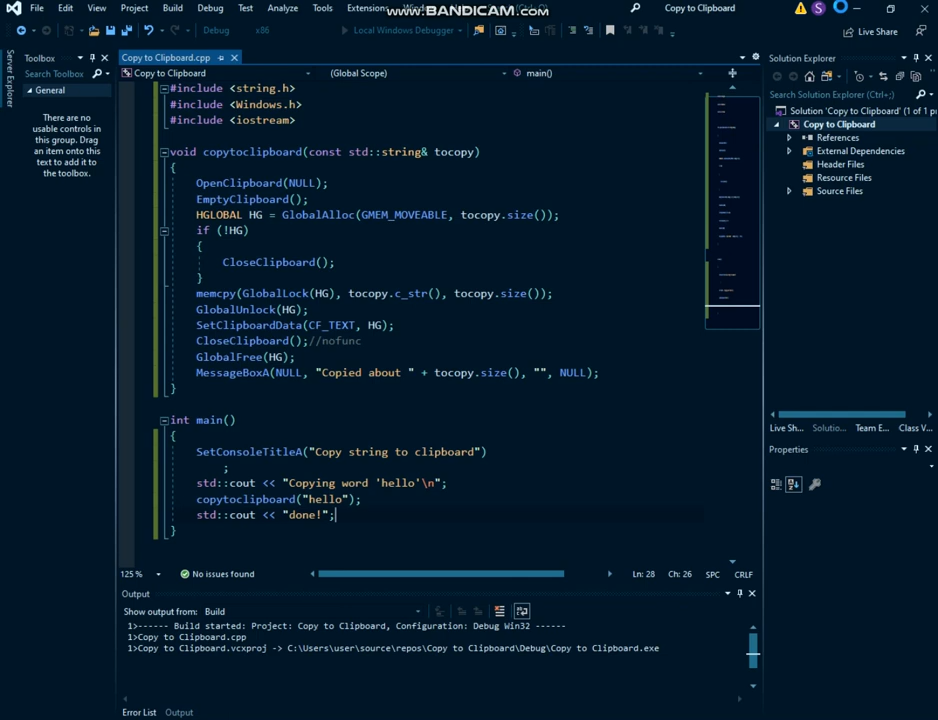 File Edit View Project Build Debug Test Analyze Tools Extensions www.BANDICAM.com Copy to Clipboard S
Debug x86 Local Windows Debugger Live Share
Server Explorer
Toolbox
Search Toolbox
General
There are no
usable controls in
this group. Drag
an item onto this
text to add it to
the toolbox.
Copy to Clipboard.cpp
Copy to Clipboard (Global Scope) main()
#include <string.h>
#include <Windows.h>
#include <iostream>
void copytoclipboard(const std::string& tocopy)
{
OpenClipboard(NULL);
EmptyClipboard();
HGLOBAL HG = GlobalAlloc(GMEM_MOVEABLE, tocopy.size());
if (!HG)
{
CloseClipboard();
}
memcpy(GlobalLock(HG), tocopy.c_str(), tocopy.size());
GlobalUnlock(HG);
SetClipboardData(CF_TEXT, HG);
CloseClipboard();//nofunc
GlobalFree(HG);
MessageBoxA(NULL, "Copied about " + tocopy.size(), "", NULL);
}
int main()
{
SetConsoleTitleA("Copy string to clipboard")
;
std::cout << "Copying word 'hello'\n";
copytoclipboard("hello");
std::cout << "done!";
}
125 % No issues found Ln: 28 Ch: 26 SPC CRLF
Output
Show output from: Build
1>------ Build started: Project: Copy to Clipboard, Configuration: Debug Win32 ------
1>Copy to Clipboard.cpp
1>Copy to Clipboard.vcxproj -> C:\Users\user\source\repos\Copy to Clipboard\Debug\Copy to Clipboard.exe
Error List Output
Solution Explorer
Search Solution Explorer (Ctrl+;)
Solution 'Copy to Clipboard' (1 of 1 p
Copy to Clipboard
References
External Dependencies
Header Files
Resource Files
Source Files
Live Sh... Solutio... Team E... Class V...
Properties